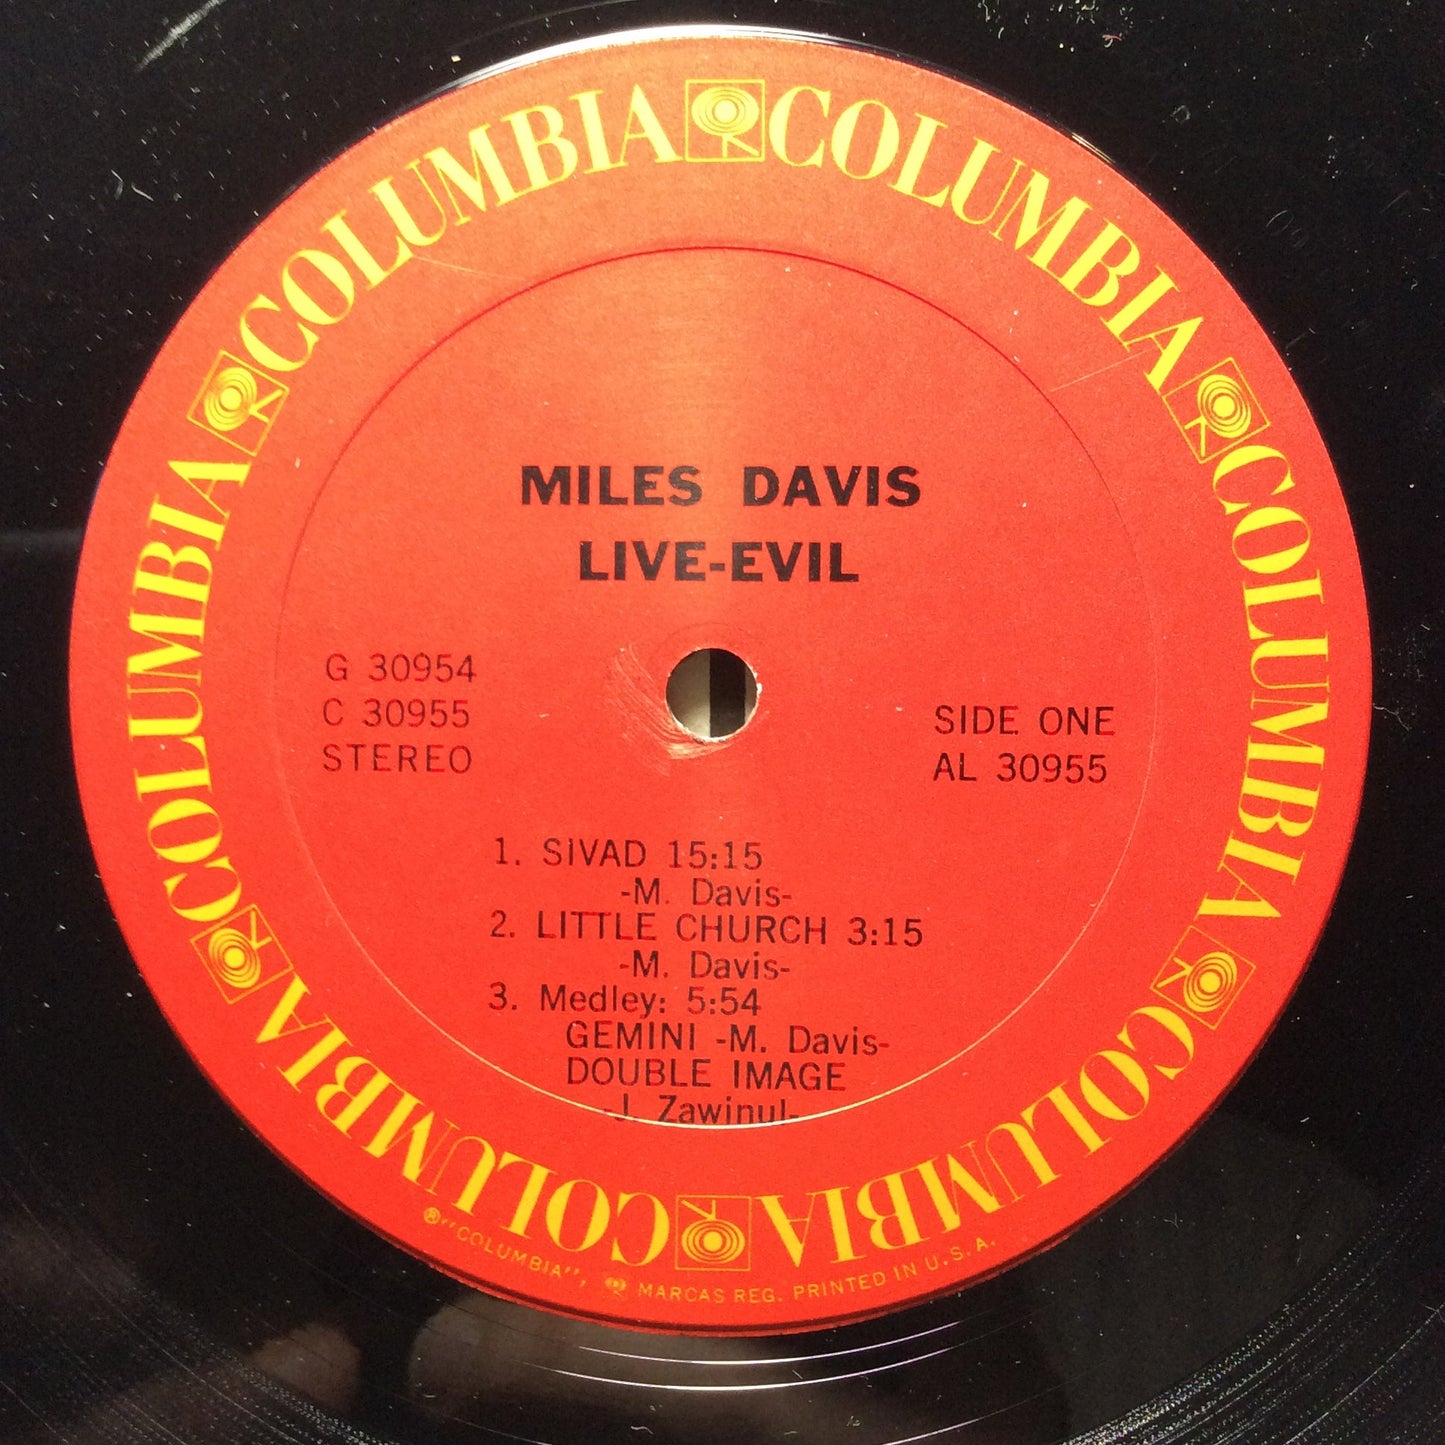 COLUMBIA COLUMBIA COLUMBIA COLUMBIA COLUMBIA COLUMBIA
MILES DAVIS
LIVE-EVIL
G 30954
C 30955
STEREO
SIDE ONE
AL 30955
1. SIVAD 15:15
-M. Davis-
2. LITTLE CHURCH 3:15
-M. Davis-
3. Medley: 5:54
GEMINI -M. Davis-
DOUBLE IMAGE
-J. Zawinul-
®"COLUMBIA", MARCAS REG. PRINTED IN U.S.A.